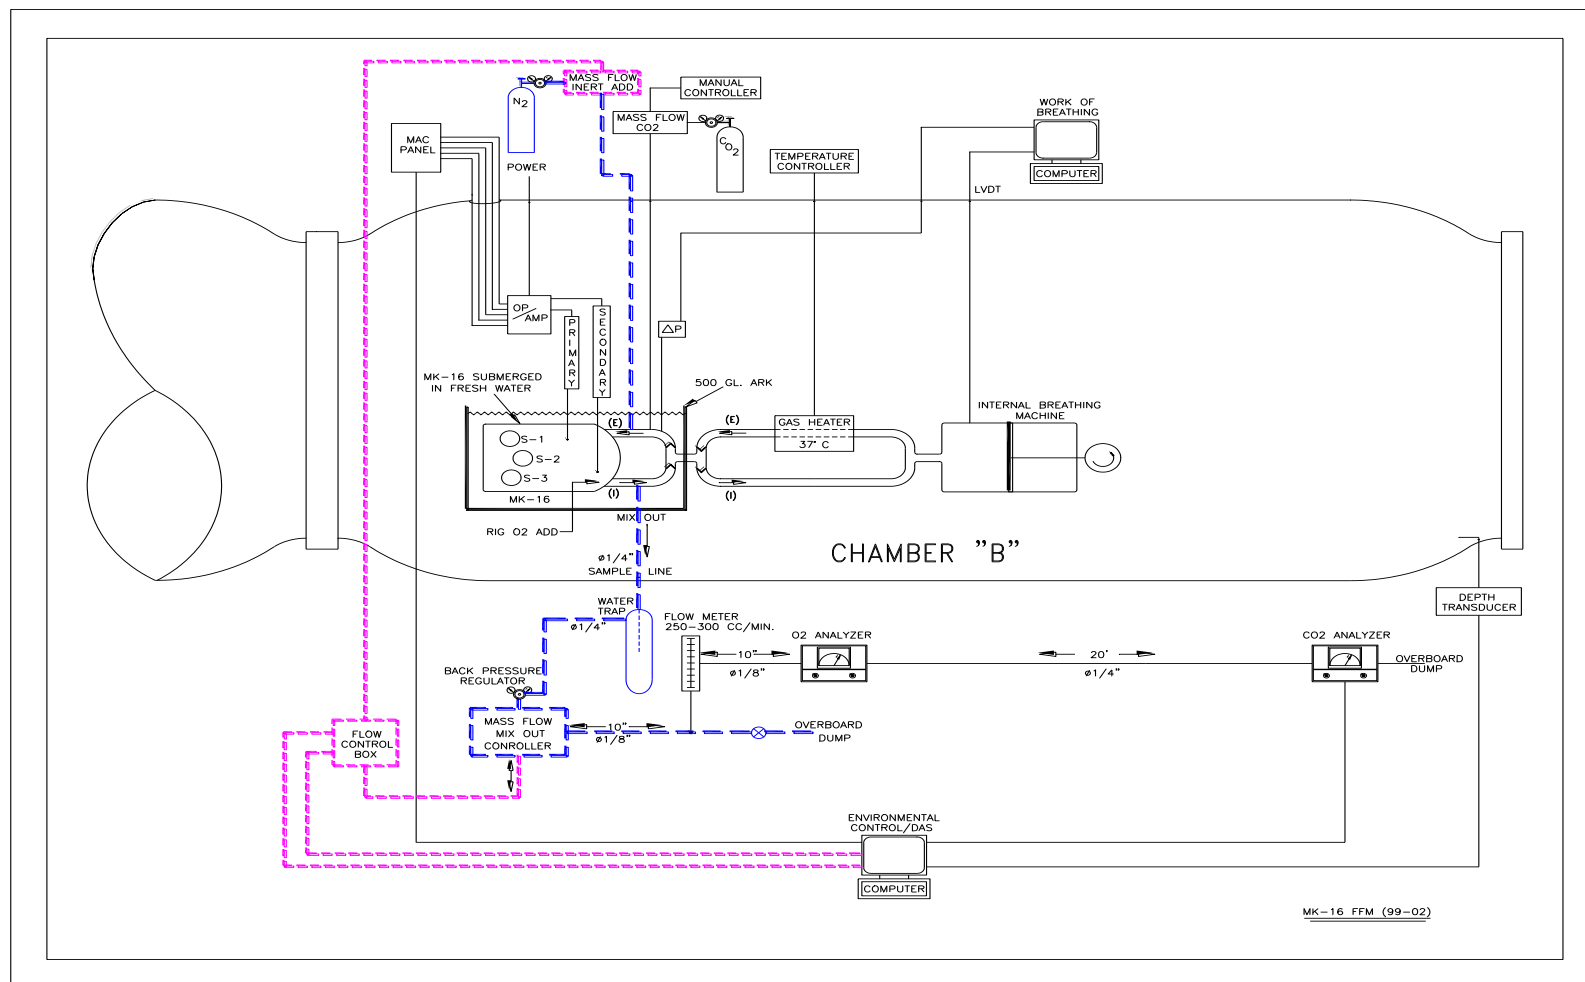 MASS FLOW
INERT ADD
N2
MANUAL
CONTROLLER
MASS FLOW
CO2
CO2
MAC
PANEL
POWER
TEMPERATURE
CONTROLLER
WORK OF
BREATHING
COMPUTER
LVDT
OP/AMP
PRIMARY
SECONDARY
△P
MK-16 SUBMERGED
IN FRESH WATER
500 GL. ARK
(E)
(E)
GAS HEATER
37° C
INTERNAL BREATHING
MACHINE
S-1
S-2
S-3
MK-16
(I)
(I)
RIG O2 ADD
MIX OUT
ø1/4"
SAMPLE LINE
CHAMBER "B"
WATER
TRAP
ø1/4"
FLOW METER
250-300 CC/MIN.
DEPTH
TRANSDUCER
O2 ANALYZER
CO2 ANALYZER
10"
ø1/8"
20'
ø1/4"
OVERBOARD
DUMP
BACK PRESSURE
REGULATOR
MASS FLOW
MIX OUT
CONROLLER
10"
ø1/8"
OVERBOARD
DUMP
FLOW
CONTROL
BOX
ENVIRONMENTAL
CONTROL/DAS
COMPUTER
MK-16 FFM (99-02)